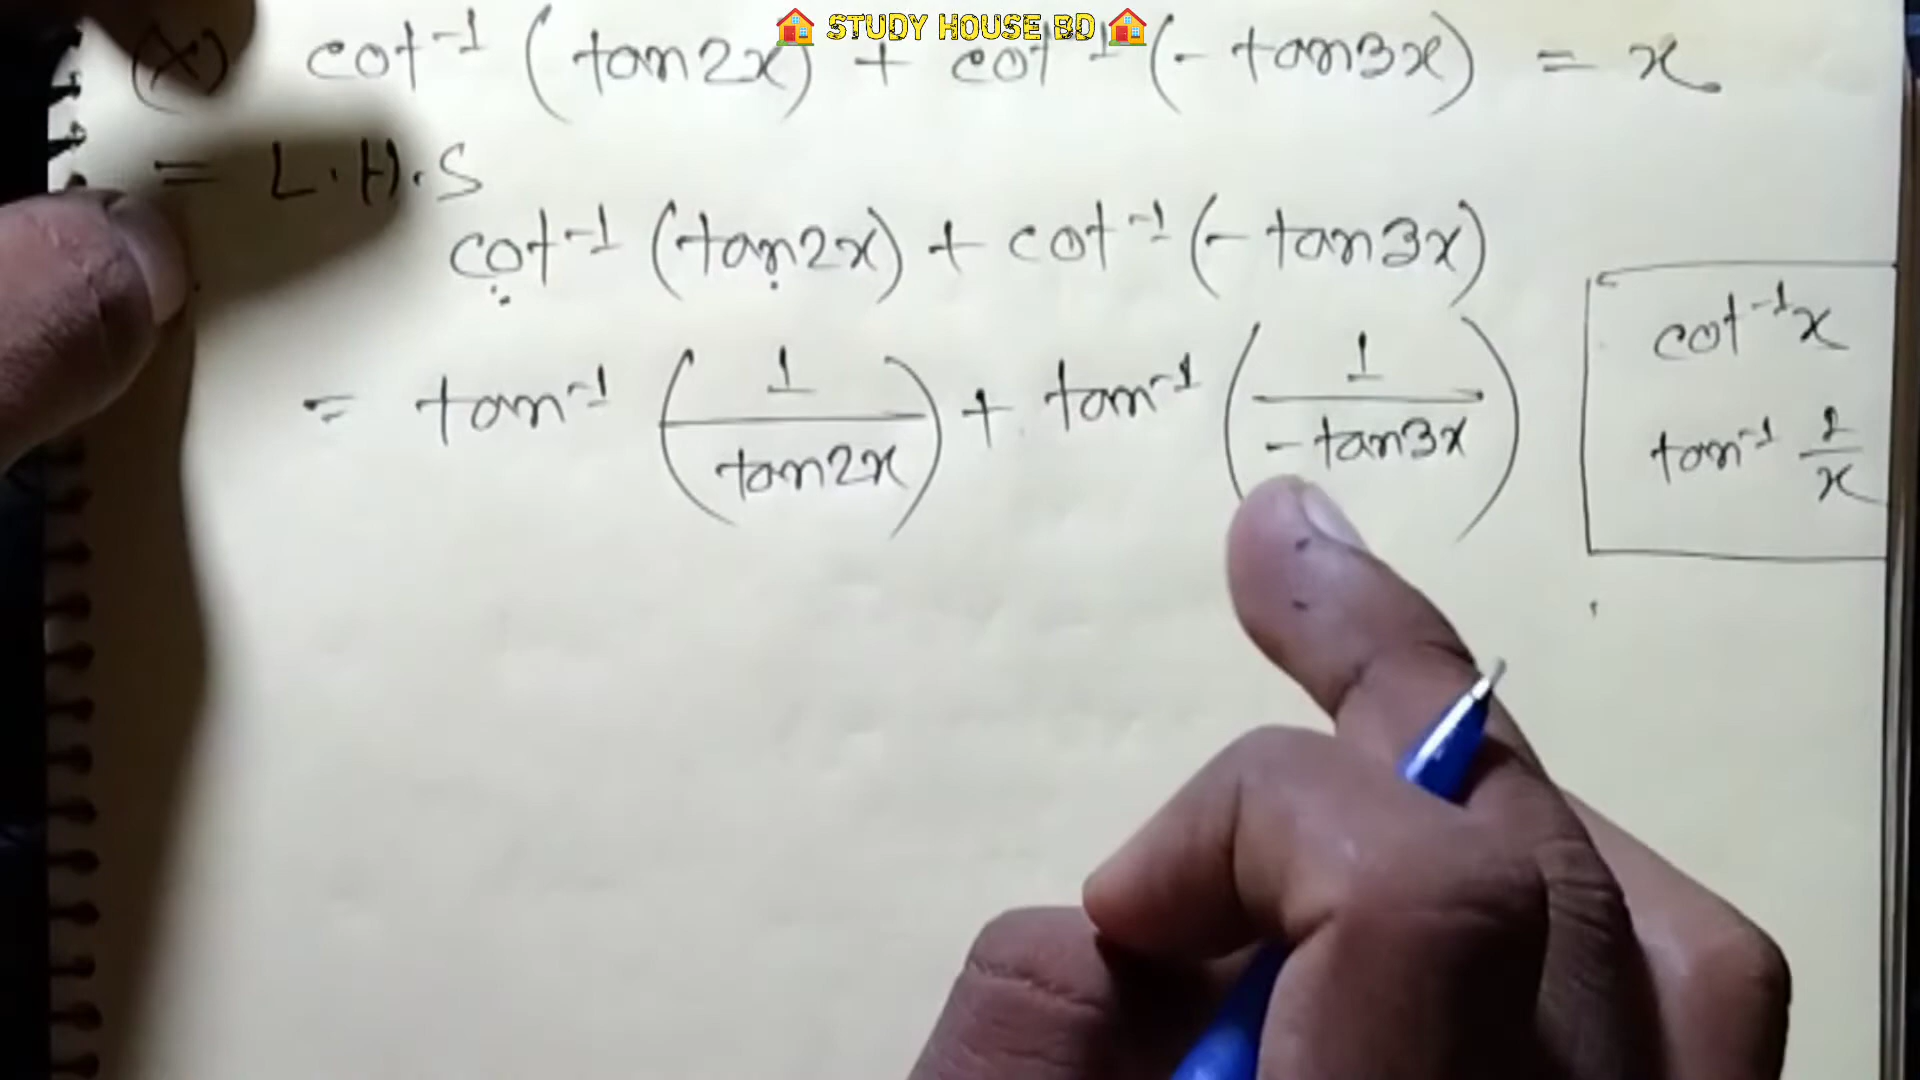 🏠 STUDY HOUSE BD 🏠
(x) cot⁻¹ (tan2x) + cot⁻¹ (- tan3x) = x
= L.H.S
cot⁻¹ (tan2x) + cot⁻¹ (- tan3x)
= tan⁻¹ (1/tan2x) + tan⁻¹ (1/-tan3x)
cot⁻¹x
tan⁻¹ 1/x